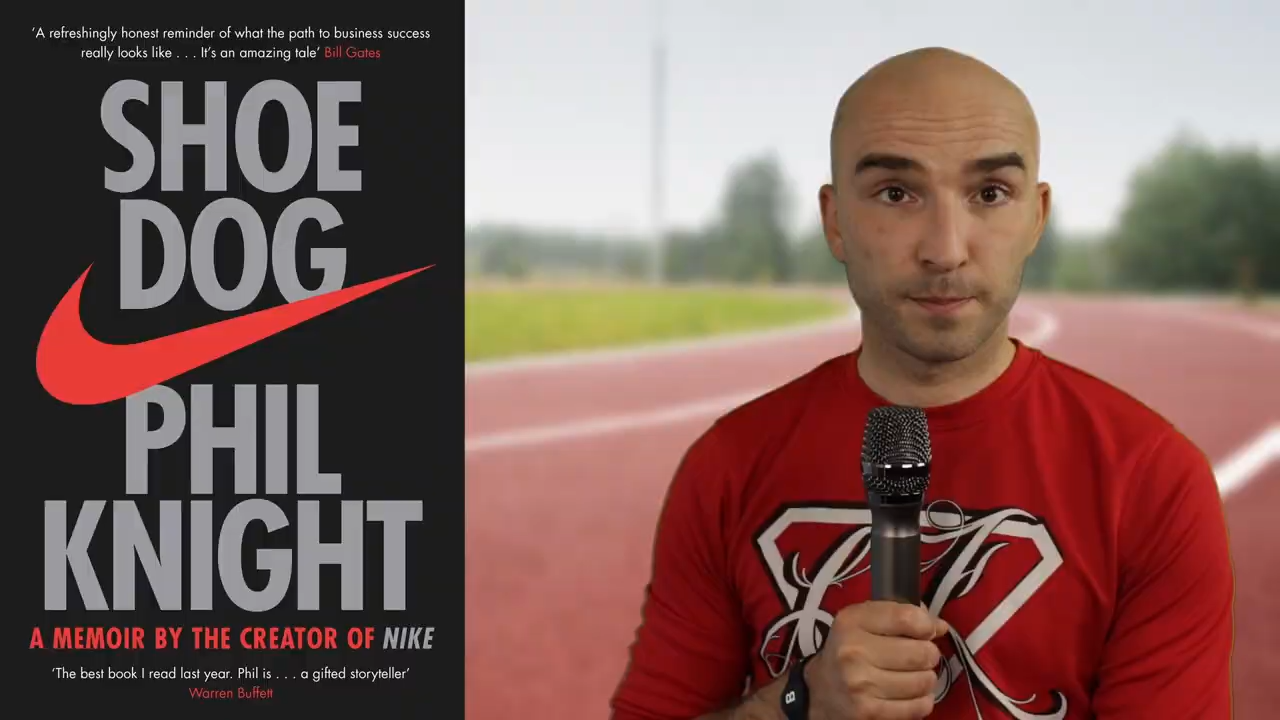 ‘A refreshingly honest reminder of what the path to business success
really looks like . . . It’s an amazing tale’ Bill Gates
SHOE
DOG
PHIL
KNIGHT
A MEMOIR BY THE CREATOR OF NIKE
‘The best book I read last year. Phil is . . . a gifted storyteller’
Warren Buffett